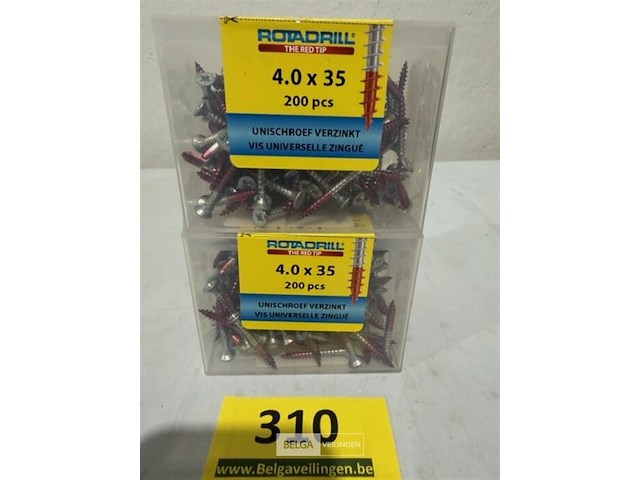 ROTADRILL®
THE RED TIP
4.0 x 35
200 pcs
UNISCHROEF VERZINKT
VIS UNIVERSELLE ZINGUÉ
ROTADRILL®
THE RED TIP
4.0 x 35
200 pcs
UNISCHROEF VERZINKT
VIS UNIVERSELLE ZINGUÉ
310
BELGA VEILINGEN
www.Belgaveilingen.be